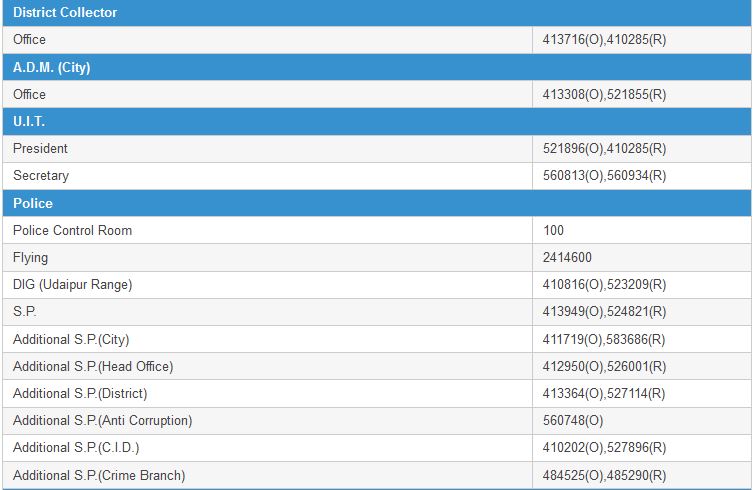 District Collector
Office 413716(O),410285(R)
A.D.M. (City)
Office 413308(O),521855(R)
U.I.T.
President 521896(O),410285(R)
Secretary 560813(O),560934(R)
Police
Police Control Room 100
Flying 2414600
DIG (Udaipur Range) 410816(O),523209(R)
S.P. 413949(O),524821(R)
Additional S.P.(City) 411719(O),583686(R)
Additional S.P.(Head Office) 412950(O),526001(R)
Additional S.P.(District) 413364(O),527114(R)
Additional S.P.(Anti Corruption) 560748(O)
Additional S.P.(C.I.D.) 410202(O),527896(R)
Additional S.P.(Crime Branch) 484525(O),485290(R)